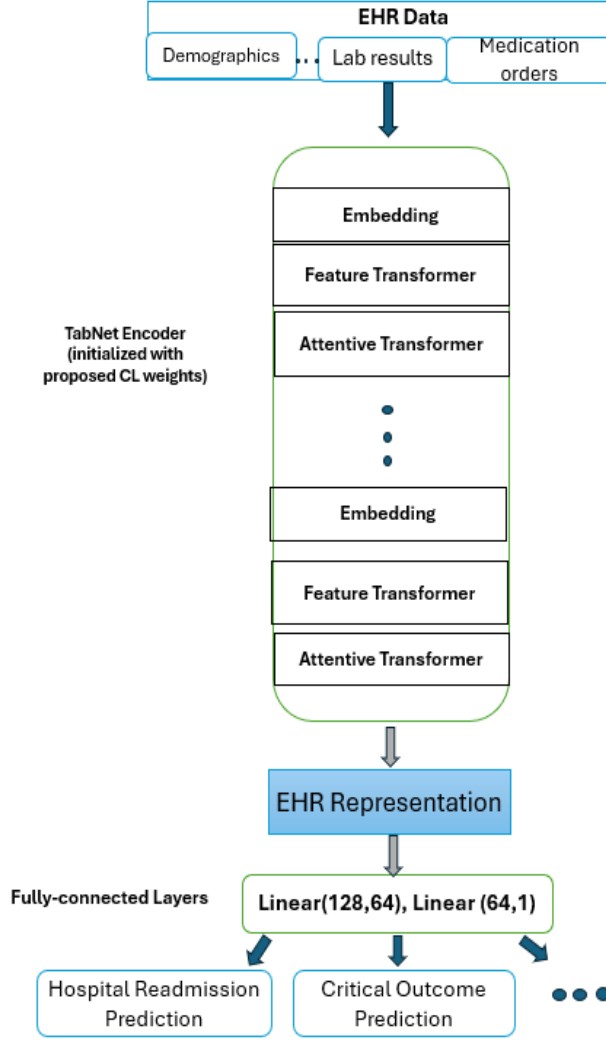 EHR Data
Demographics
...
Lab results
Medication
orders
Embedding
Feature Transformer
TabNet Encoder
(initialized with
proposed CL weights)
Attentive Transformer
Embedding
Feature Transformer
Attentive Transformer
EHR Representation
Fully-connected Layers
Linear(128,64), Linear (64,1)
Hospital Readmission
Prediction
Critical Outcome
Prediction